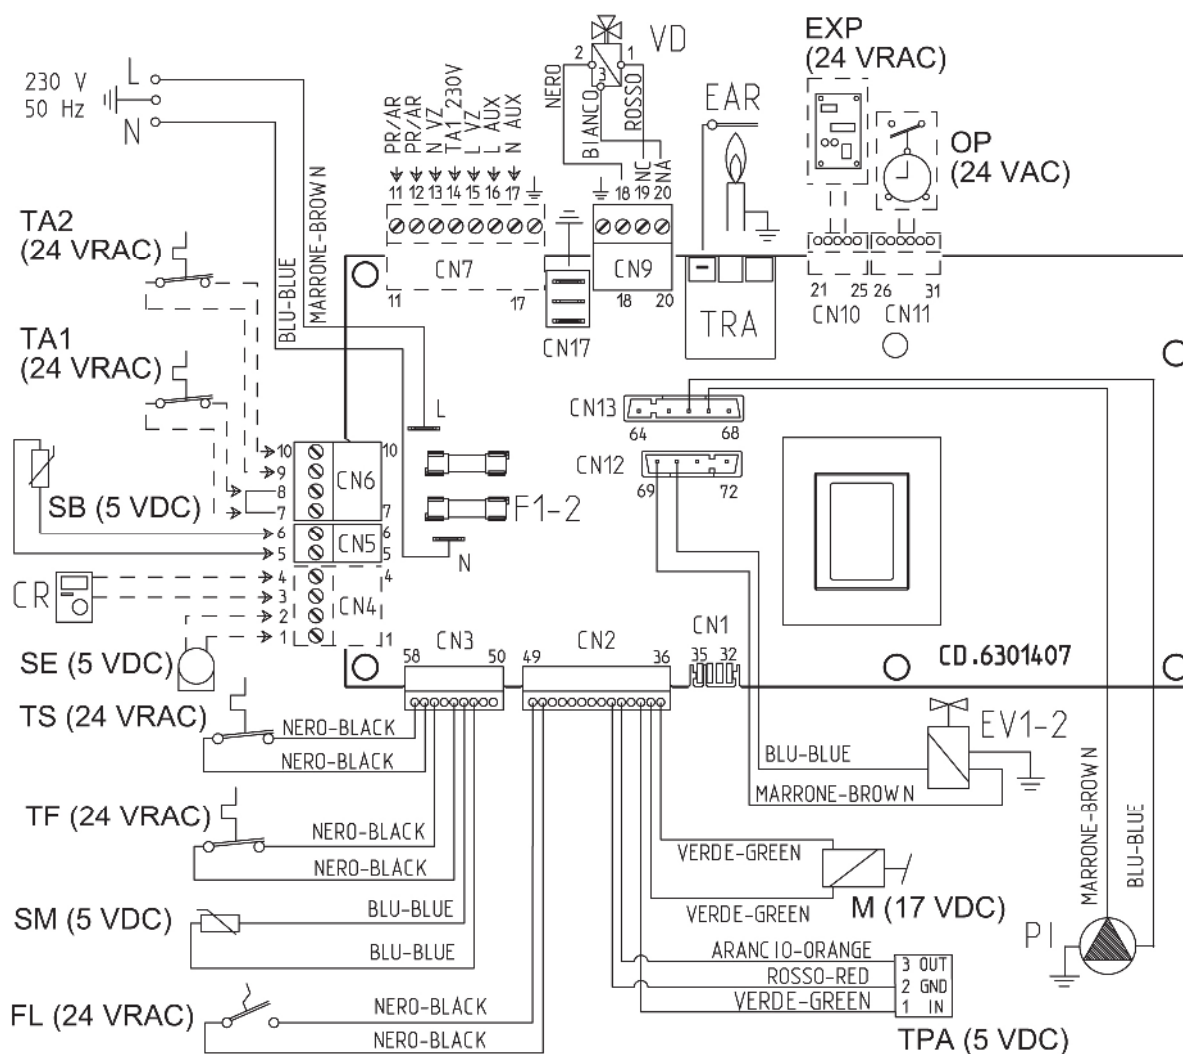 230 V
50 Hz
L
N
MARRONE-BROWN
BLU-BLUE
PR/AR
PR/AR
N VZ
TA1 230V
L VZ
L AUX
N AUX
11 12 13 14 15 16 17
CN7
11 17
CN17
2 1
3
VD
NERO
BIANCO
ROSSO
NC
NA
18 19 20
CN9
18 20
EAR
TRA
EXP
(24 VRAC)
OP
(24 VAC)
21 25 26 31
CN10 CN11
TA2
(24 VRAC)
TA1
(24 VRAC)
SB (5 VDC)
CR
SE (5 VDC)
10
9
8
7
6
5
4
3
2
1
CN6
10
7
CN5
6
5
CN4
4
1
L
F1-2
N
CN13
64 68
CN12
69 72
CD.6301407
CN3
58 50
CN2
49 36
CN1
35 32
TS (24 VRAC)
NERO-BLACK
NERO-BLACK
TF (24 VRAC)
NERO-BLACK
NERO-BLACK
SM (5 VDC)
BLU-BLUE
BLU-BLUE
FL (24 VRAC)
NERO-BLACK
NERO-BLACK
EV1-2
BLU-BLUE
MARRONE-BROWN
VERDE-GREEN
VERDE-GREEN
M (17 VDC)
ARANCIO-ORANGE
ROSSO-RED
VERDE-GREEN
3 OUT
2 GND
1 IN
TPA (5 VDC)
MARRONE-BROWN
BLU-BLUE
PI